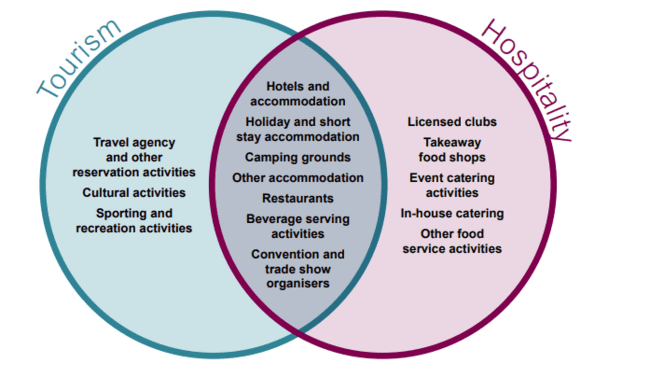 Tourism
Hospitality
Travel agency
and other
reservation activities
Cultural activities
Sporting and
recreation activities
Hotels and
accommodation
Holiday and short
stay accommodation
Camping grounds
Other accommodation
Restaurants
Beverage serving
activities
Convention and
trade show
organisers
Licensed clubs
Takeaway
food shops
Event catering
activities
In-house catering
Other food
service activities